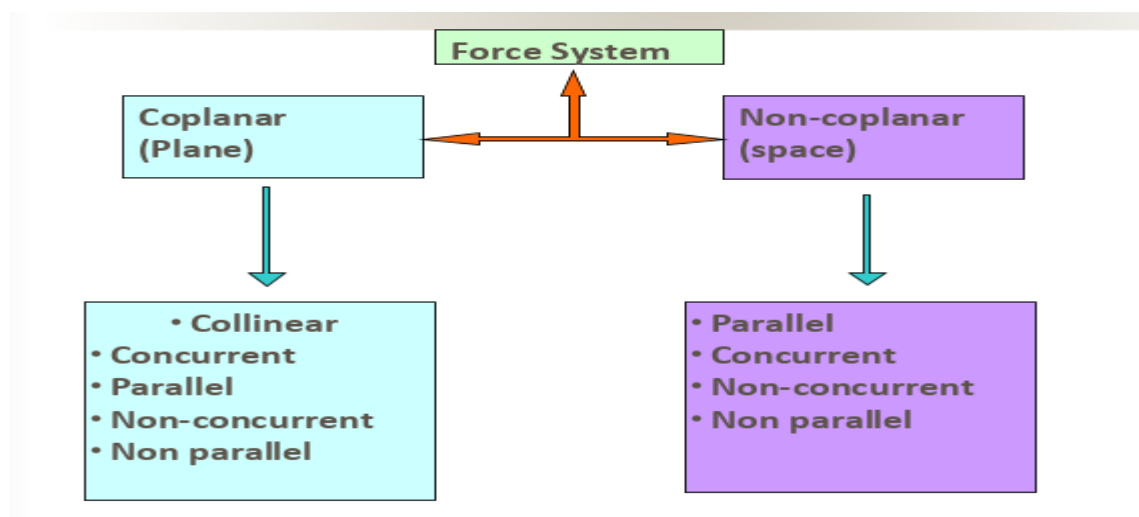 Force System
Coplanar
(Plane)
Non-coplanar
(space)
• Collinear
• Concurrent
• Parallel
• Non-concurrent
• Non parallel
• Parallel
• Concurrent
• Non-concurrent
• Non parallel